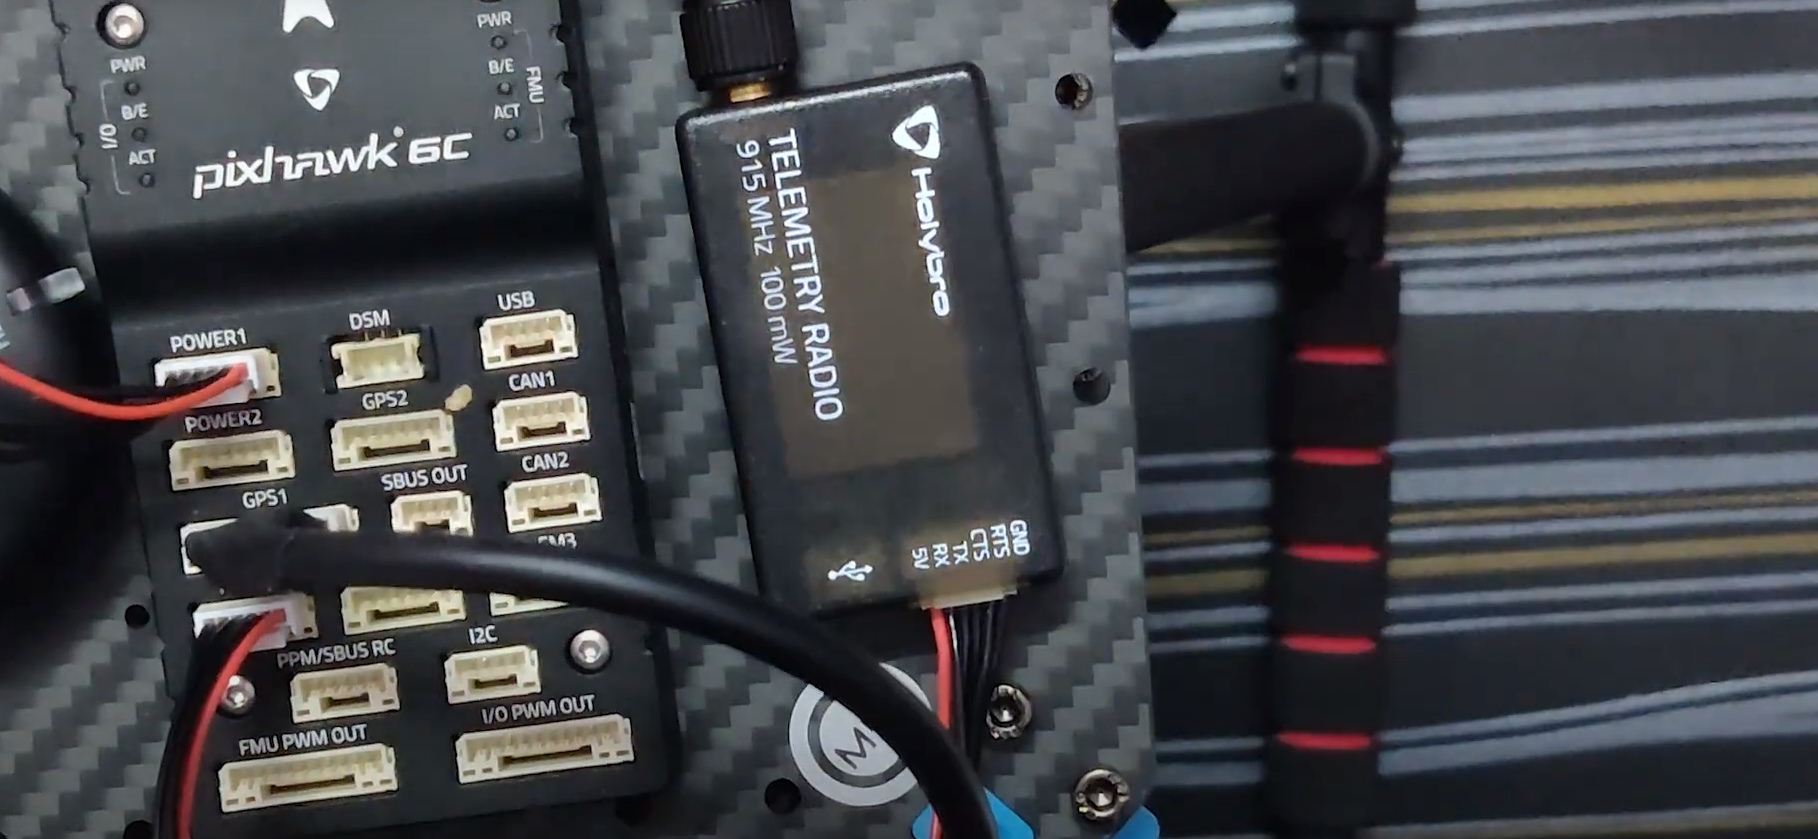 PWR
B/E
I/O
ACT
PWR
B/E
FMU
ACT
pixhawk 6C
POWER1
DSM
USB
POWER2
GPS2
CAN1
GPS1
SBUS OUT
CAN2
PPM/SBUS RC
I2C
FMU PWM OUT
I/O PWM OUT
Holybro
TELEMETRY RADIO
915 MHz 100 mW
GND
RTS
CTS
TX
RX
5V
M